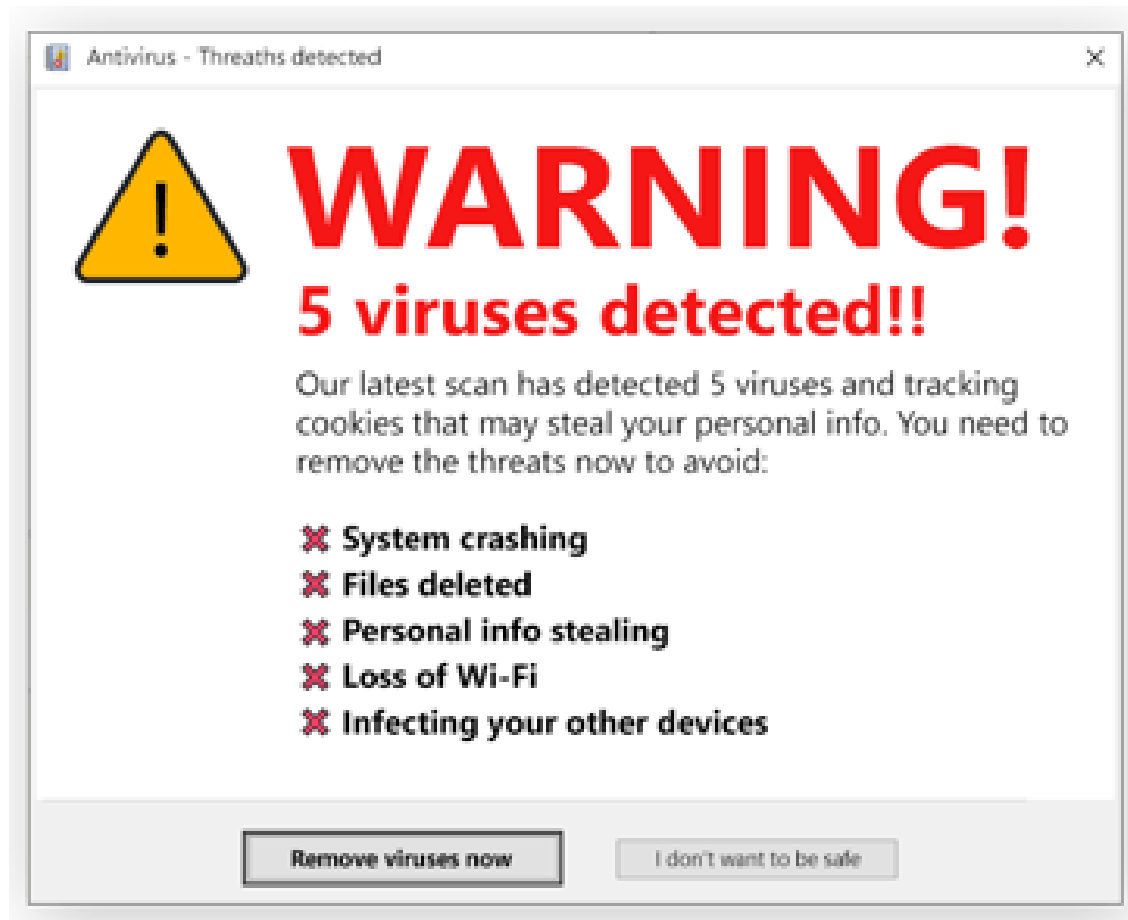 Antivirus - Threaths detected
WARNING!
5 viruses detected!!
Our latest scan has detected 5 viruses and tracking
cookies that may steal your personal info. You need to
remove the threats now to avoid:
System crashing
Files deleted
Personal info stealing
Loss of Wi-Fi
Infecting your other devices
Remove viruses now
I don't want to be safe